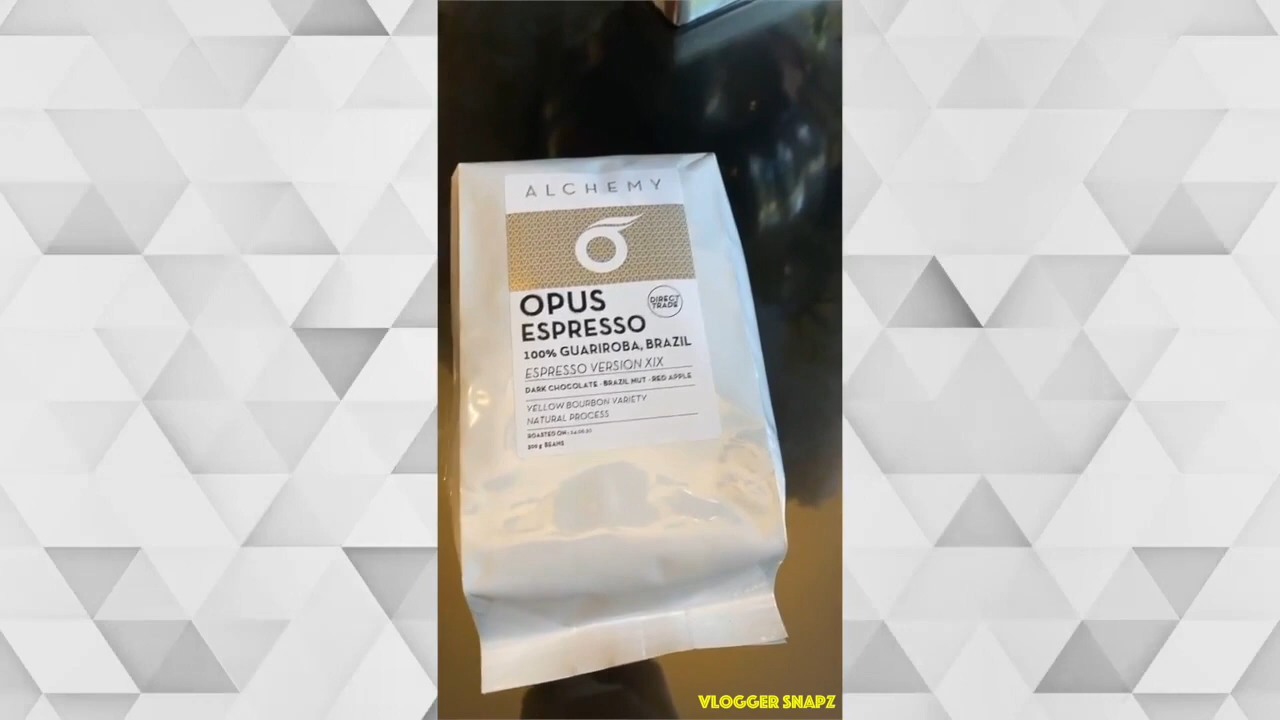 ALCHEMY
OPUS
ESPRESSO
DIRECT
TRADE
100% GUARIROBA, BRAZIL
ESPRESSO VERSION XIX
DARK CHOCOLATE · BRAZIL NUT · RED APPLE
YELLOW BOURBON VARIETY
NATURAL PROCESS
ROASTED ON:
BEANS
VLOGGER SNAPZ